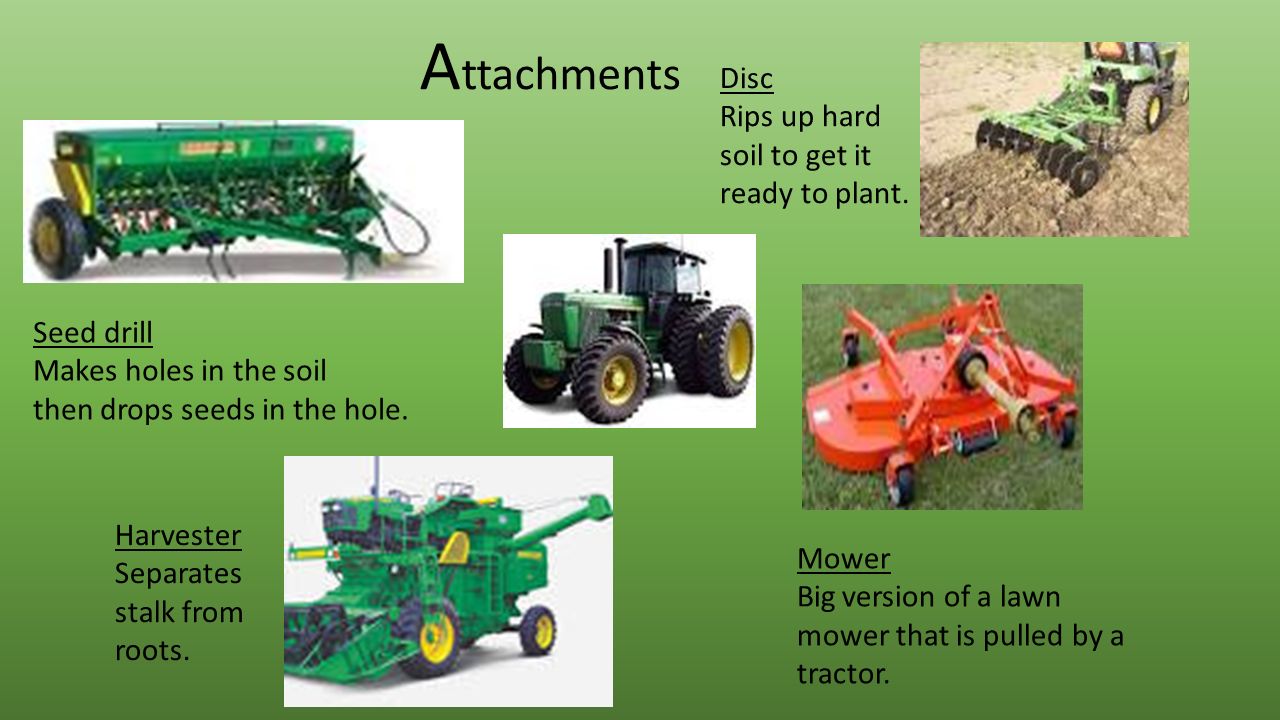 Attachments
Disc
Rips up hard
soil to get it
ready to plant.
Seed drill
Makes holes in the soil
then drops seeds in the hole.
Harvester
Separates
stalk from
roots.
Mower
Big version of a lawn
mower that is pulled by a
tractor.